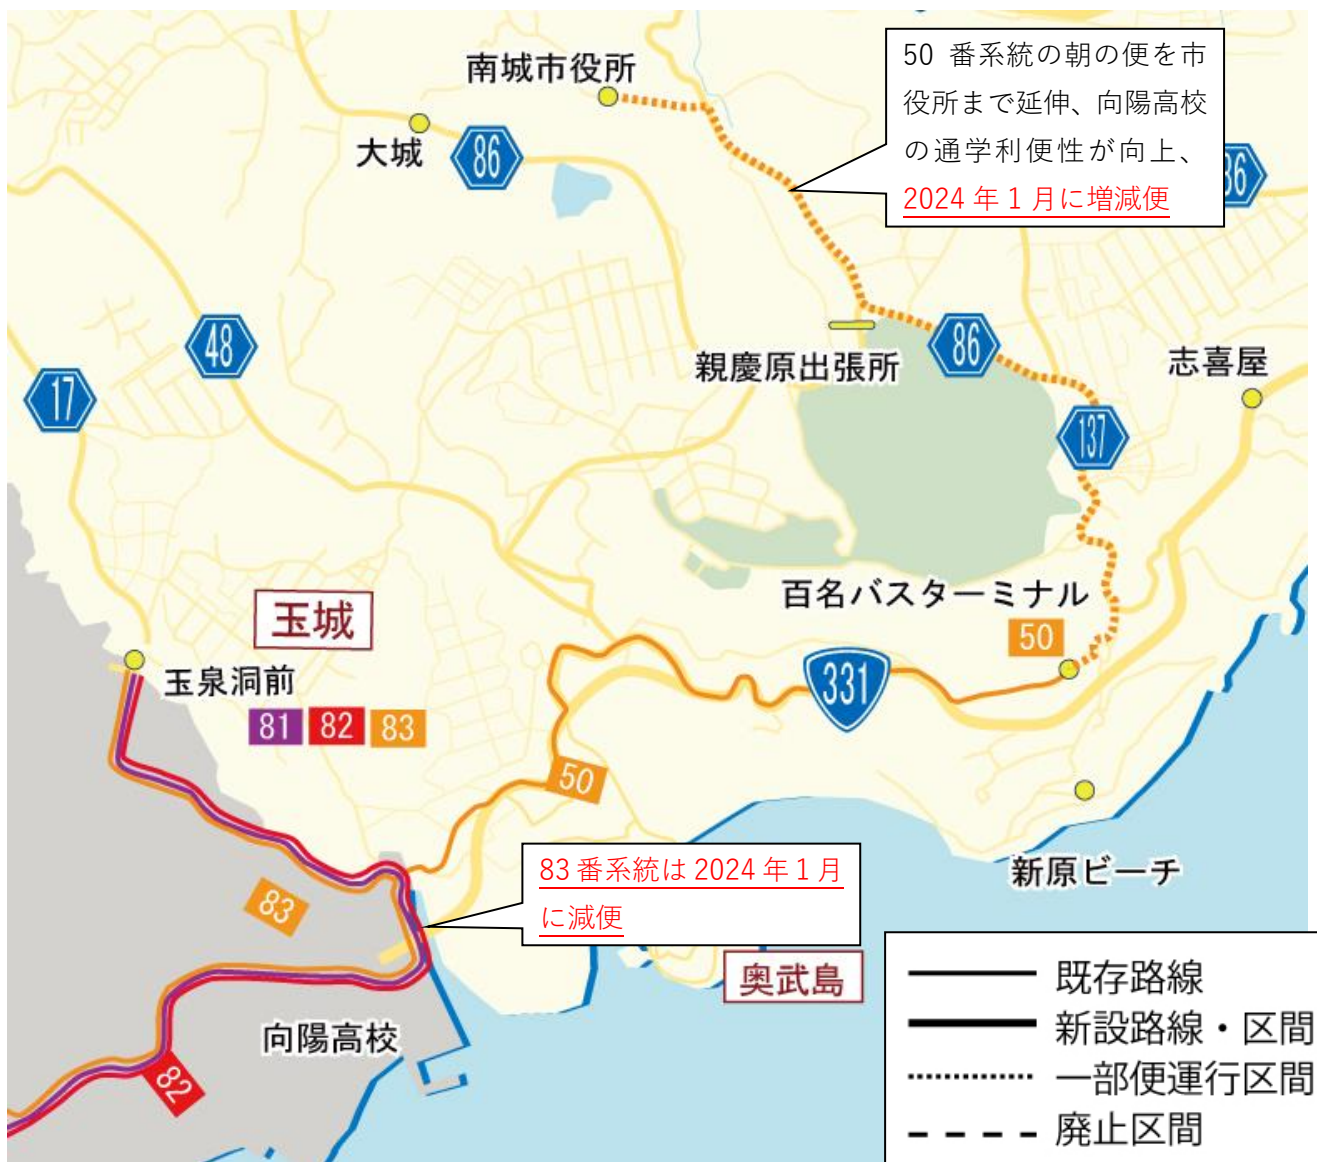 南城市役所
50 番系統の朝の便を市
役所まで延伸、向陽高校
の通学利便性が向上、
2024 年 1 月に増減便
大城
86
86
48
17
親慶原出張所
86
志喜屋
137
百名バスターミナル
50
玉城
玉泉洞前
81 82 83
331
50
83 番系統は 2024 年 1 月
に減便
新原ビーチ
83
奥武島
向陽高校
82
既存路線
新設路線・区間
一部便運行区間
廃止区間